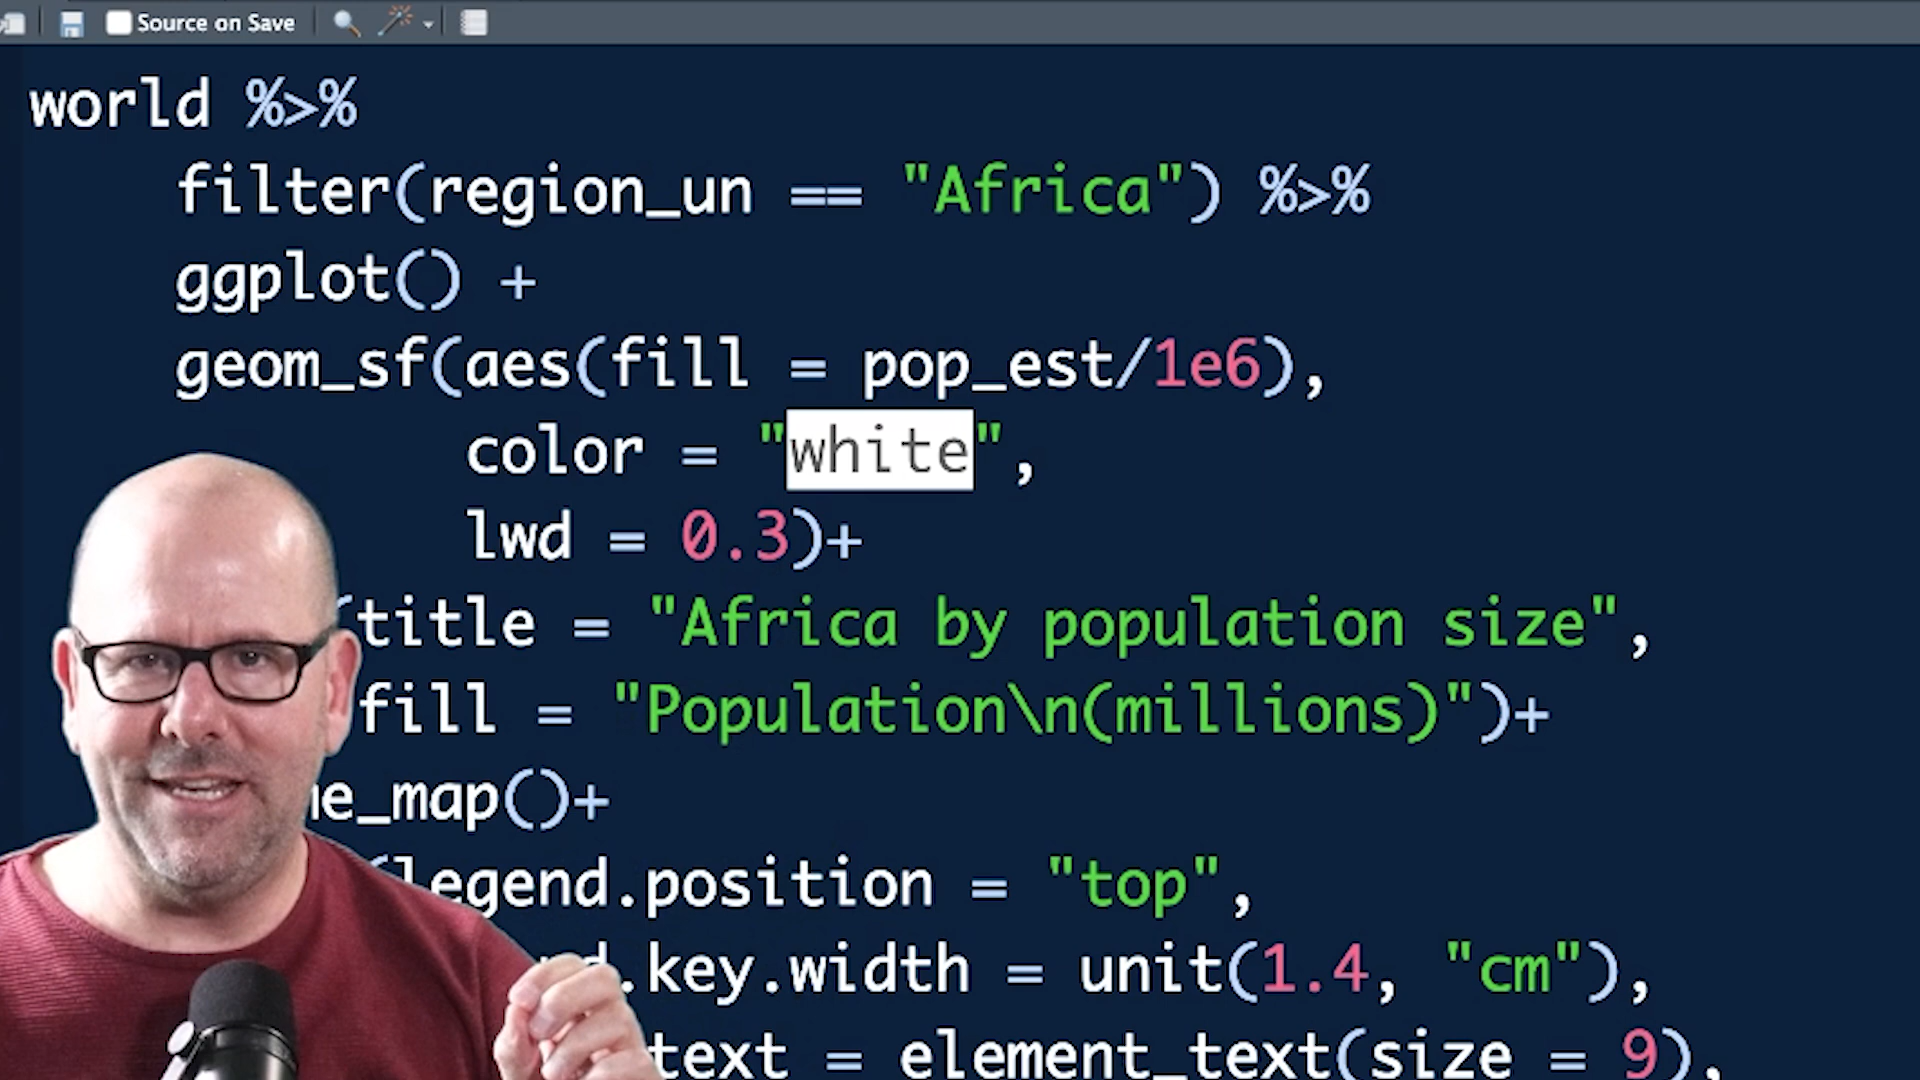 Source on Save
world %>%
filter(region_un == "Africa") %>%
ggplot() +
geom_sf(aes(fill = pop_est/1e6),
color = "white",
lwd = 0.3)+
(title = "Africa by population size",
fill = "Population\n(millions)")+
me_map()+
(legend.position = "top",
.key.width = unit(1.4, "cm"),
text = element_text(size = 9),